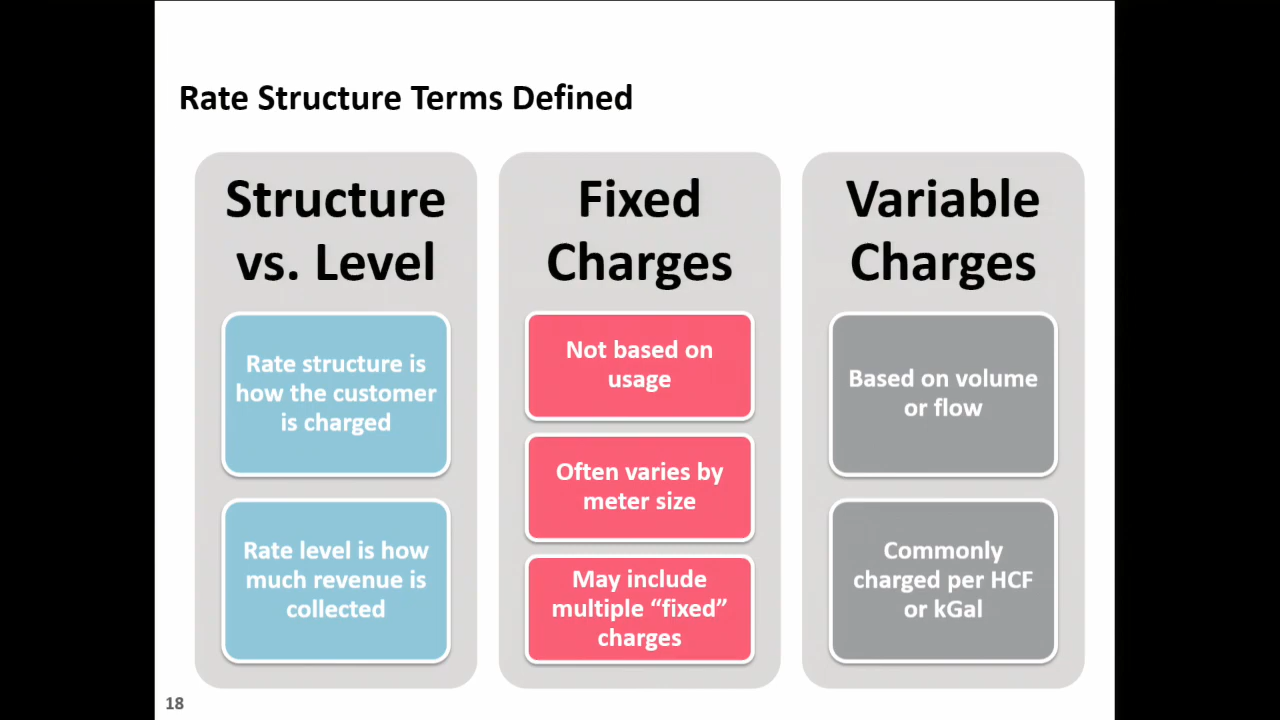 Rate Structure Terms Defined
Structure
vs. Level
Rate structure is
how the customer
is charged
Rate level is how
much revenue is
collected
Fixed
Charges
Not based on
usage
Often varies by
meter size
May include
multiple “fixed”
charges
Variable
Charges
Based on volume
or flow
Commonly
charged per HCF
or kGal
18